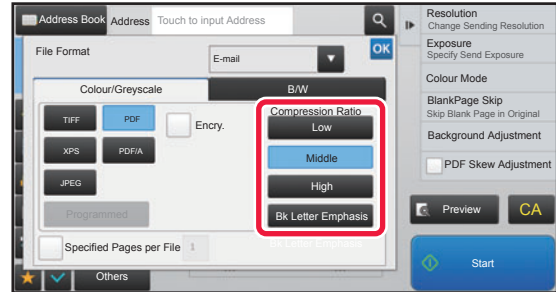 Address Book
Address
Touch to input Address
File Format
E-mail
OK
Colour/Greyscale
B/W
TIFF
PDF
Encry.
XPS
PDF/A
JPEG
Programmed
Compression Ratio
Low
Middle
High
Bk Letter Emphasis
Bk Letter Emphasis
Specified Pages per File
1
Others
Resolution
Change Sending Resolution
Exposure
Specify Send Exposure
Colour Mode
BlankPage Skip
Skip Blank Page in Original
Background Adjustment
PDF Skew Adjustment
Preview
CA
Start